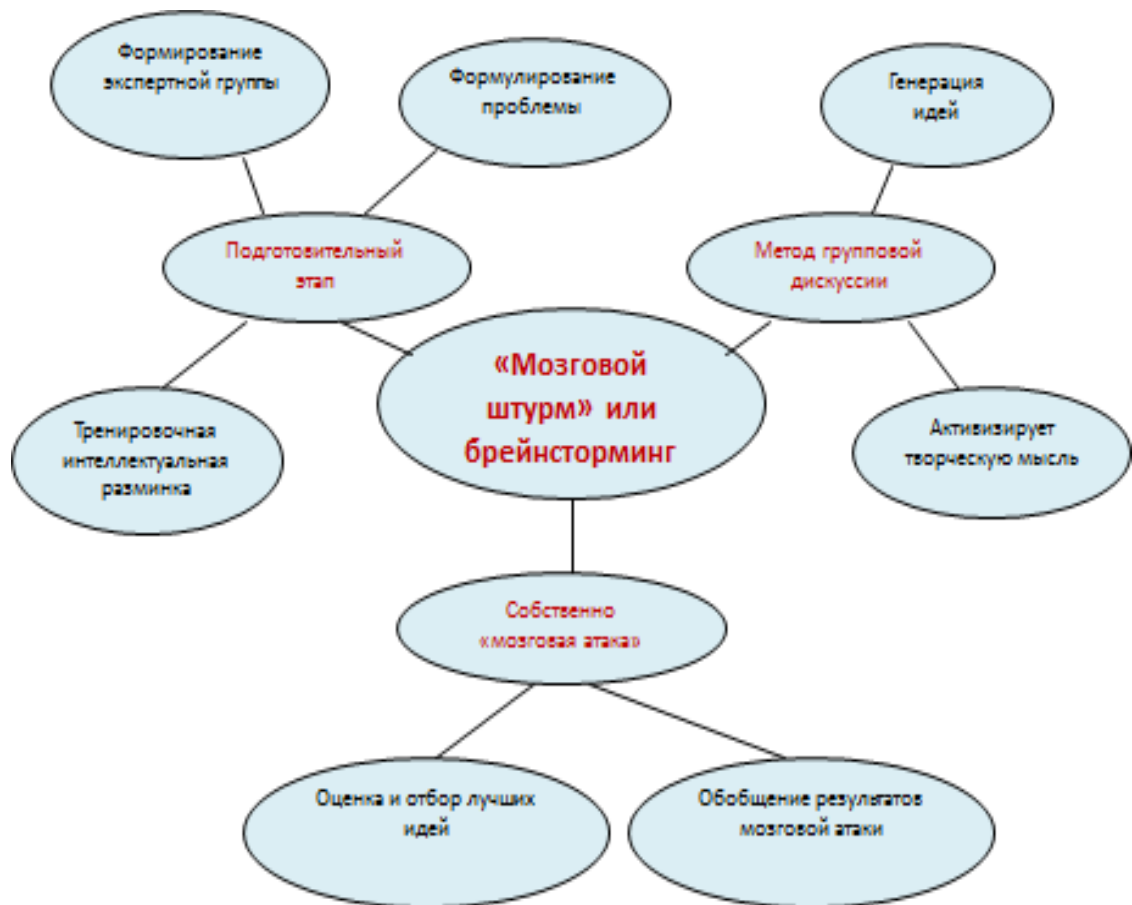 Формирование
экспертной группы
Формулирование
проблемы
Генерация
идей
Подготовительный
этап
Метод групповой
дискуссии
«Мозговой
штурм» или
брейнсторминг
Тренировочная
интеллектуальная
разминка
Активизирует
творческую мысль
Собственно
«мозговая атака»
Оценка и отбор лучших
идей
Обобщение результатов
мозговой атаки